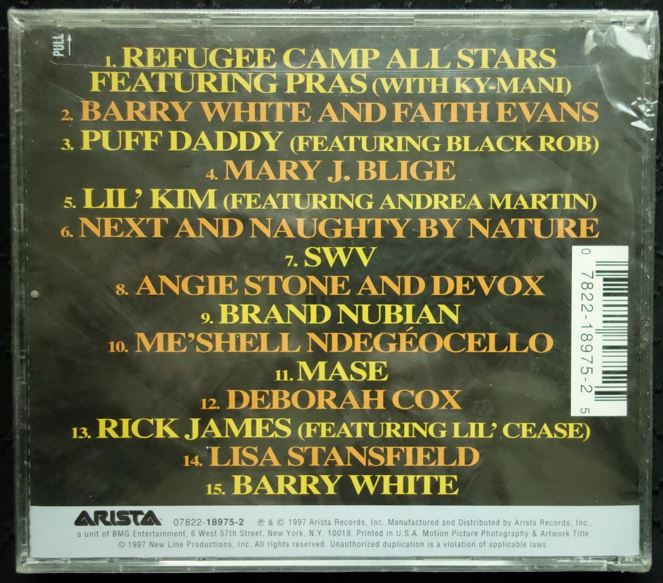 PULL
1. REFUGEE CAMP ALL STARS
FEATURING PRAS (WITH KY-MANI)
2. BARRY WHITE AND FAITH EVANS
3. PUFF DADDY (FEATURING BLACK ROB)
4. MARY J. BLIGE
5. LIL' KIM (FEATURING ANDREA MARTIN)
6. NEXT AND NAUGHTY BY NATURE
7. SWV
8. ANGIE STONE AND DEVOX
9. BRAND NUBIAN
10. ME'SHELL NDEGÉOCELLO
11. MASE
12. DEBORAH COX
13. RICK JAMES (FEATURING LIL' CEASE)
14. LISA STANSFIELD
15. BARRY WHITE
0 7822-18975-2 5
ARISTA 07822-18975-2 ℗ & © 1997 Arista Records, Inc. Manufactured and Distributed by Arista Records, Inc.,
a unit of BMG Entertainment, 6 West 57th Street, New York, N.Y. 10019. Printed in U.S.A. Motion Picture Photography & Artwork Title
© 1997 New Line Productions, Inc. All rights reserved. Unauthorized duplication is a violation of applicable laws.